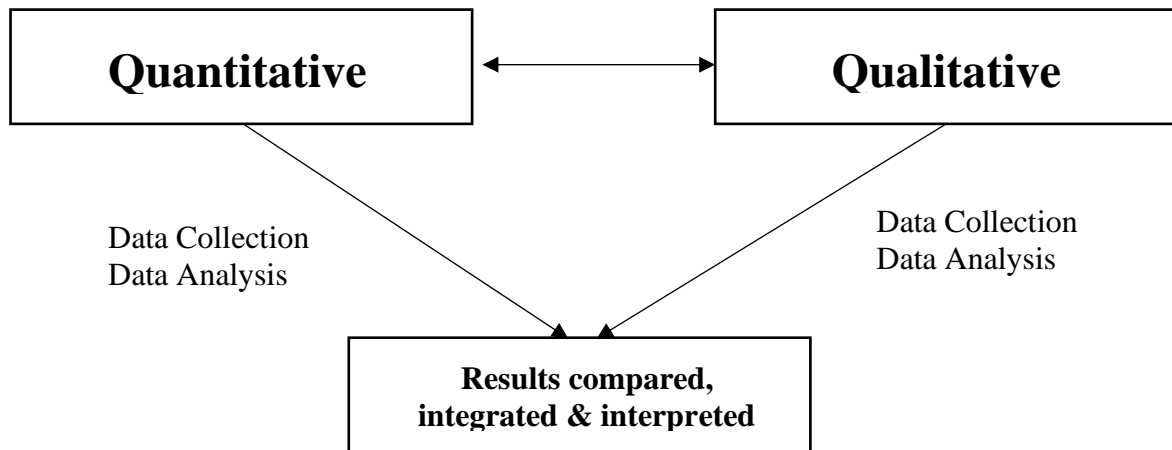 Quantitative
Qualitative
Data Collection
Data Analysis
Data Collection
Data Analysis
Results compared,
integrated & interpreted